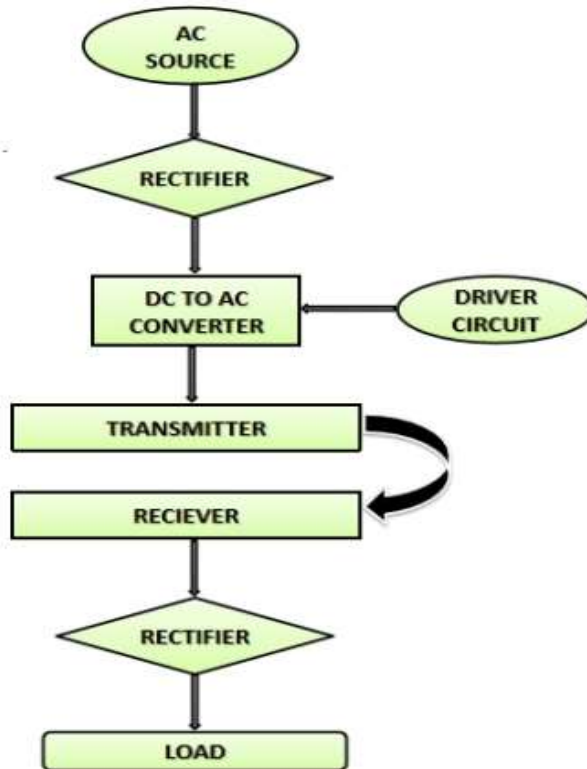 AC
SOURCE
RECTIFIER
DC TO AC
CONVERTER
DRIVER
CIRCUIT
TRANSMITTER
RECIEVER
RECTIFIER
LOAD